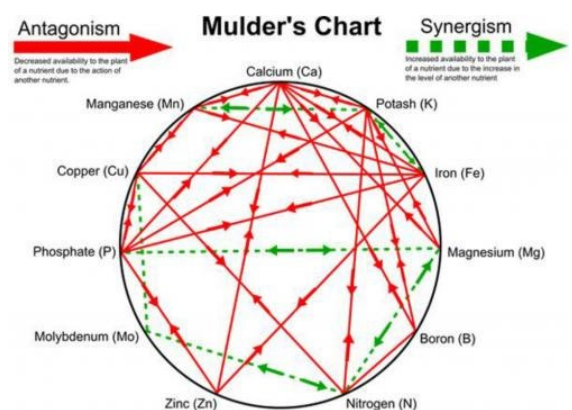 Mulder's Chart
Antagonism
Decreased availability to the plant
of a nutrient due to the action of
another nutrient.
Synergism
Increased availability to the plant
of a nutrient due to the increase in
the level of another nutrient
Calcium (Ca)
Manganese (Mn)
Potash (K)
Copper (Cu)
Iron (Fe)
Phosphate (P)
Magnesium (Mg)
Molybdenum (Mo)
Boron (B)
Zinc (Zn)
Nitrogen (N)